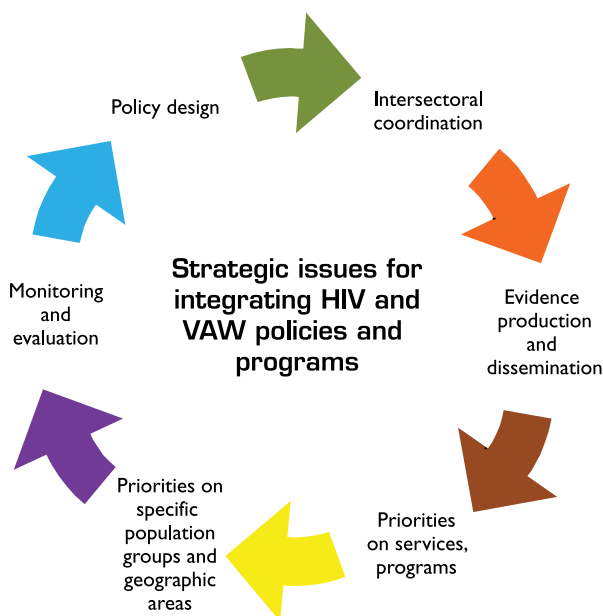 Policy design
Intersectoral
coordination
Strategic issues for
integrating HIV and
VAW policies and
programs
Evidence
production
and
dissemination
Priorities
on services,
programs
Priorities on
specific
population
groups and
geographic
areas
Monitoring
and
evaluation